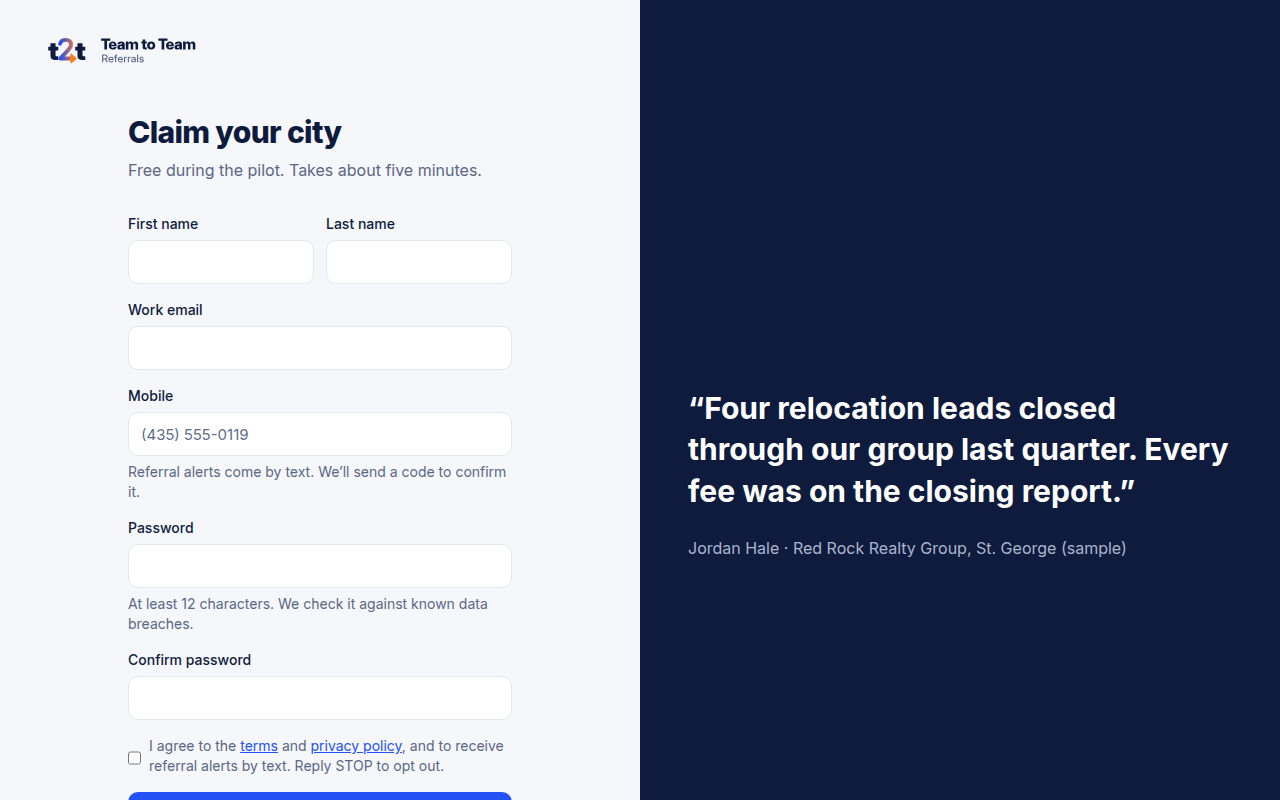 t2t
Team to Team
Referrals
Claim your city
Free during the pilot. Takes about five minutes.
First name
Last name
Work email
Mobile
(435) 555-0119
Referral alerts come by text. We’ll send a code to confirm
it.
Password
At least 12 characters. We check it against known data
breaches.
Confirm password
I agree to the terms and privacy policy, and to receive
referral alerts by text. Reply STOP to opt out.
“Four relocation leads closed
through our group last quarter. Every
fee was on the closing report.”
Jordan Hale · Red Rock Realty Group, St. George (sample)